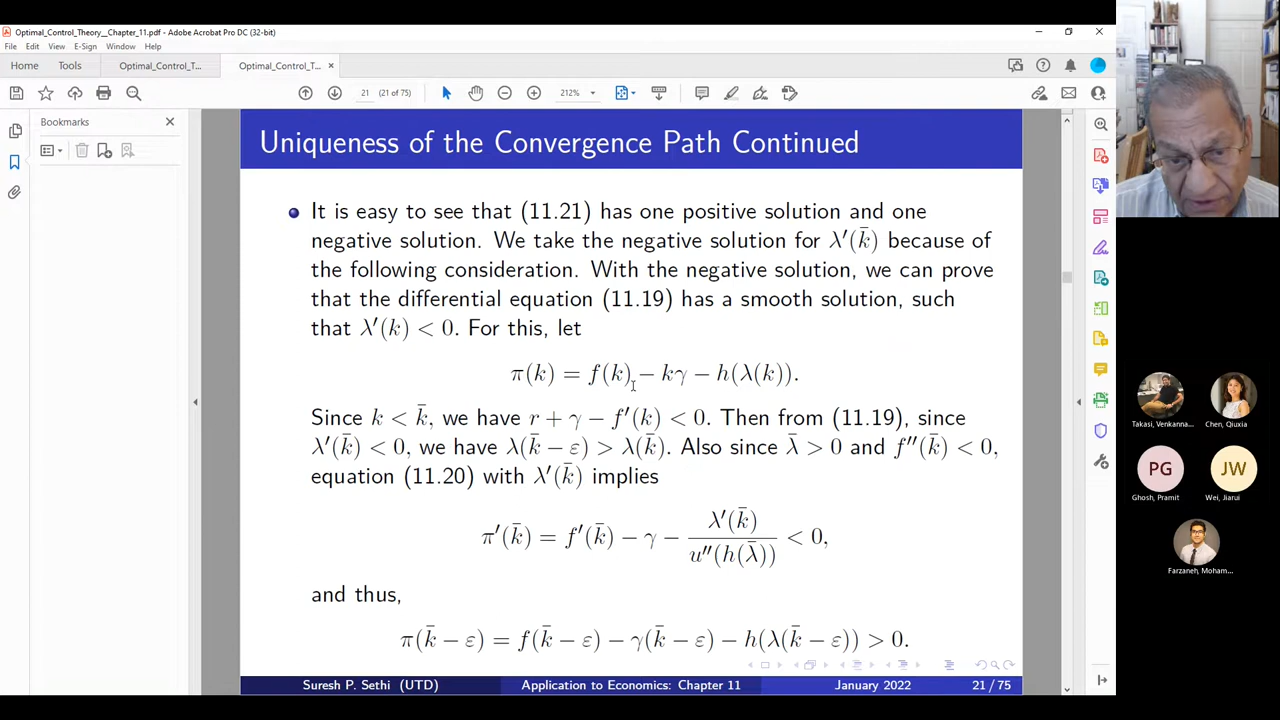 Optimal_Control_Theory__Chapter_11.pdf - Adobe Acrobat Pro DC (32-bit)
File Edit View E-Sign Window Help
Home Tools Optimal_Control_T... Optimal_Control_T... ×
21 (21 of 75) 212%
Bookmarks
Uniqueness of the Convergence Path Continued
It is easy to see that (11.21) has one positive solution and one
negative solution. We take the negative solution for λ′(k̄) because of
the following consideration. With the negative solution, we can prove
that the differential equation (11.19) has a smooth solution, such
that λ′(k) < 0. For this, let
π(k) = f(k) − kγ − h(λ(k)).
Since k < k̄, we have r + γ − f′(k) < 0. Then from (11.19), since
λ′(k̄) < 0, we have λ(k̄ − ε) > λ(k̄). Also since λ̄ > 0 and f″(k̄) < 0,
equation (11.20) with λ′(k̄) implies
π′(k̄) = f′(k̄) − γ − λ′(k̄) / u″(h(λ̄)) < 0,
and thus,
π(k̄ − ε) = f(k̄ − ε) − γ(k̄ − ε) − h(λ(k̄ − ε)) > 0.
Suresh P. Sethi (UTD) Application to Economics: Chapter 11 January 2022 21 / 75
Takasi, Venkanna... Chen, Qiuxia
PG JW
Ghosh, Pramit Wei, Jiarui
Farzaneh, Moham...